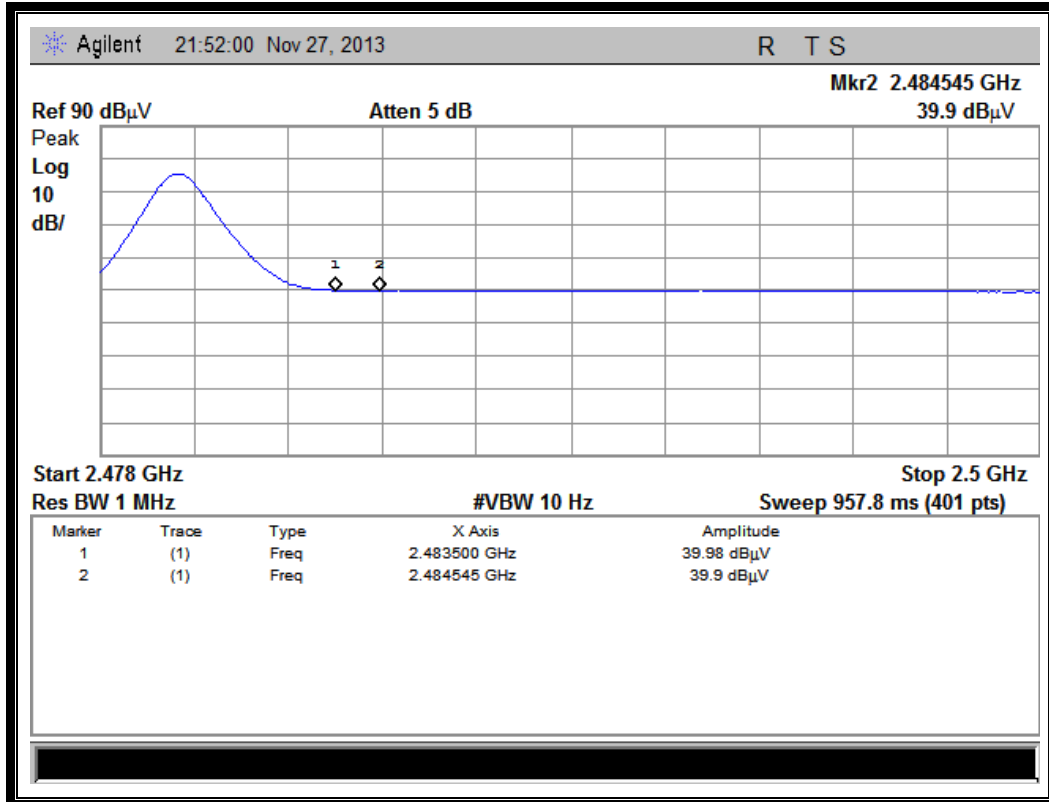 Agilent 21:52:00 Nov 27, 2013 R T S
Mkr2 2.484545 GHz
Ref 90 dBµV Atten 5 dB 39.9 dBµV
Peak
Log
10
dB/
1 2
Start 2.478 GHz Stop 2.5 GHz
Res BW 1 MHz #VBW 10 Hz Sweep 957.8 ms (401 pts)
Marker Trace Type X Axis Amplitude
1 (1) Freq 2.483500 GHz 39.98 dBµV
2 (1) Freq 2.484545 GHz 39.9 dBµV